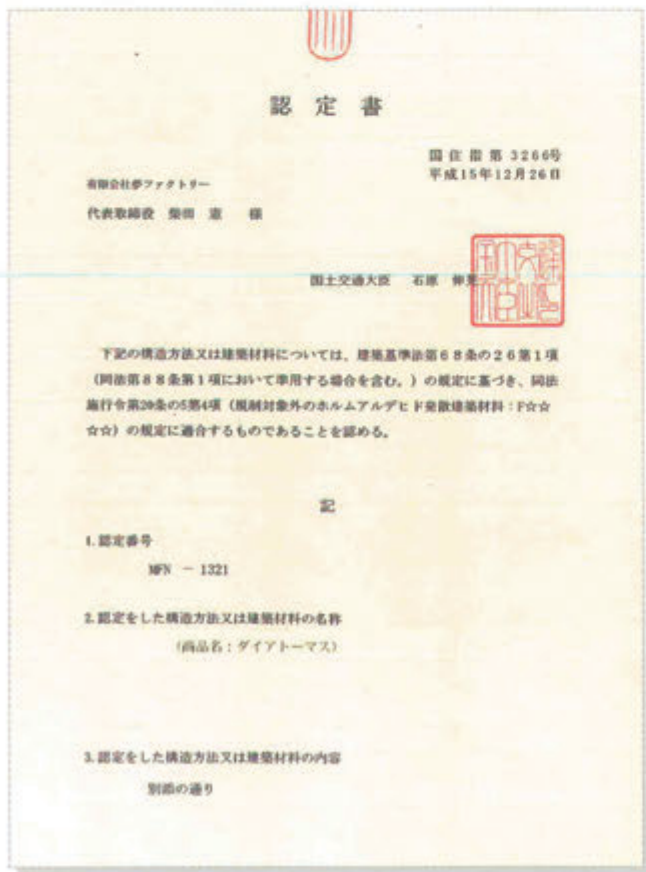 認定書
国住指第3266号
平成15年12月26日
有限会社夢ファクトリー
代表取締役 柴田 憲 様
国土交通大臣 石原 伸晃
下記の構造方法又は建築材料については、建築基準法第68条の26第1項
(同法第88条第1項において準用する場合を含む。)の規定に基づき、同法
施行令第20条の5第4項(規制対象外のホルムアルデヒド発散建築材料:F☆☆
☆☆)の規定に適合するものであることを認める。
記
1.認定番号
MFN - 1321
2.認定をした構造方法又は建築材料の名称
(商品名:ダイアトーマス)
3.認定をした構造方法又は建築材料の内容
別添の通り